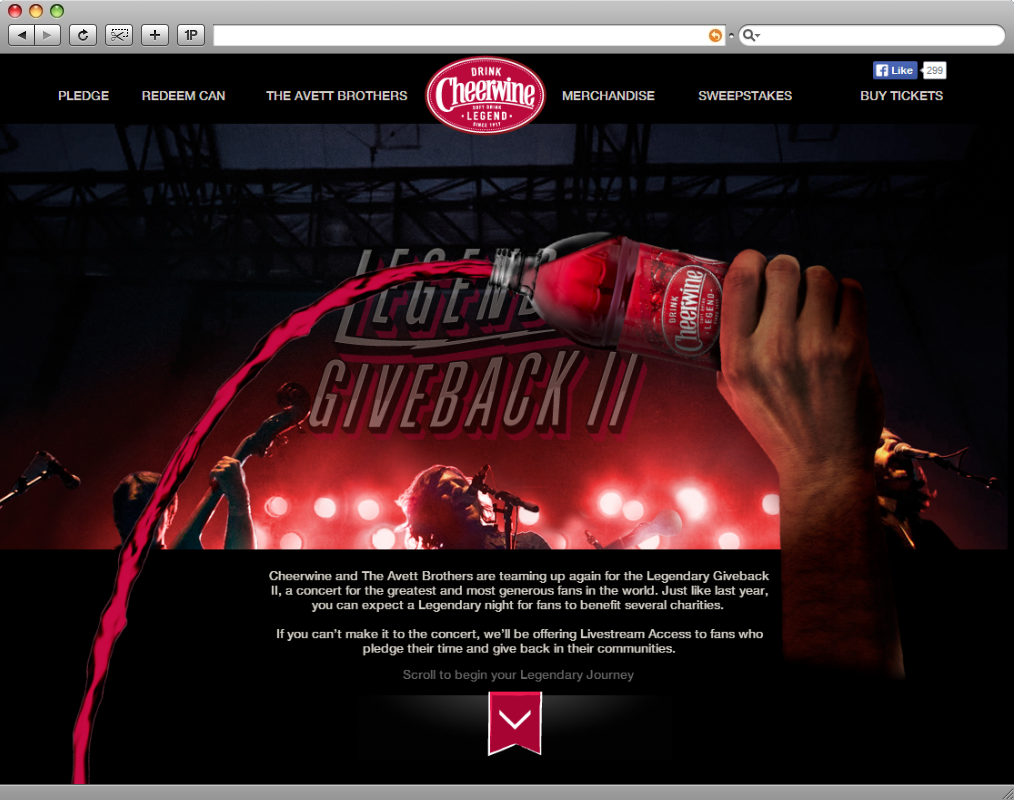 1P
Like 299
PLEDGE REDEEM CAN THE AVETT BROTHERS MERCHANDISE SWEEPSTAKES BUY TICKETS
DRINK
Cheerwine
SOFT DRINK
· LEGEND ·
SINCE 1917
LEGEND
GIVEBACK II
DRINK
Cheerwine
· LEGEND ·
Cheerwine and The Avett Brothers are teaming up again for the Legendary Giveback
II, a concert for the greatest and most generous fans in the world. Just like last year,
you can expect a Legendary night for fans to benefit several charities.
If you can't make it to the concert, we'll be offering Livestream Access to fans who
pledge their time and give back in their communities.
Scroll to begin your Legendary Journey